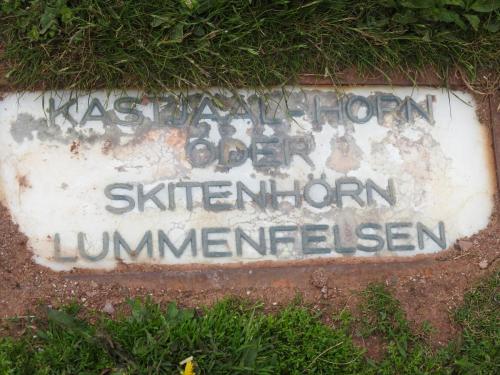 KASTJAAL-HORN
ODER
SKITENHÖRN
LUMMENFELSEN